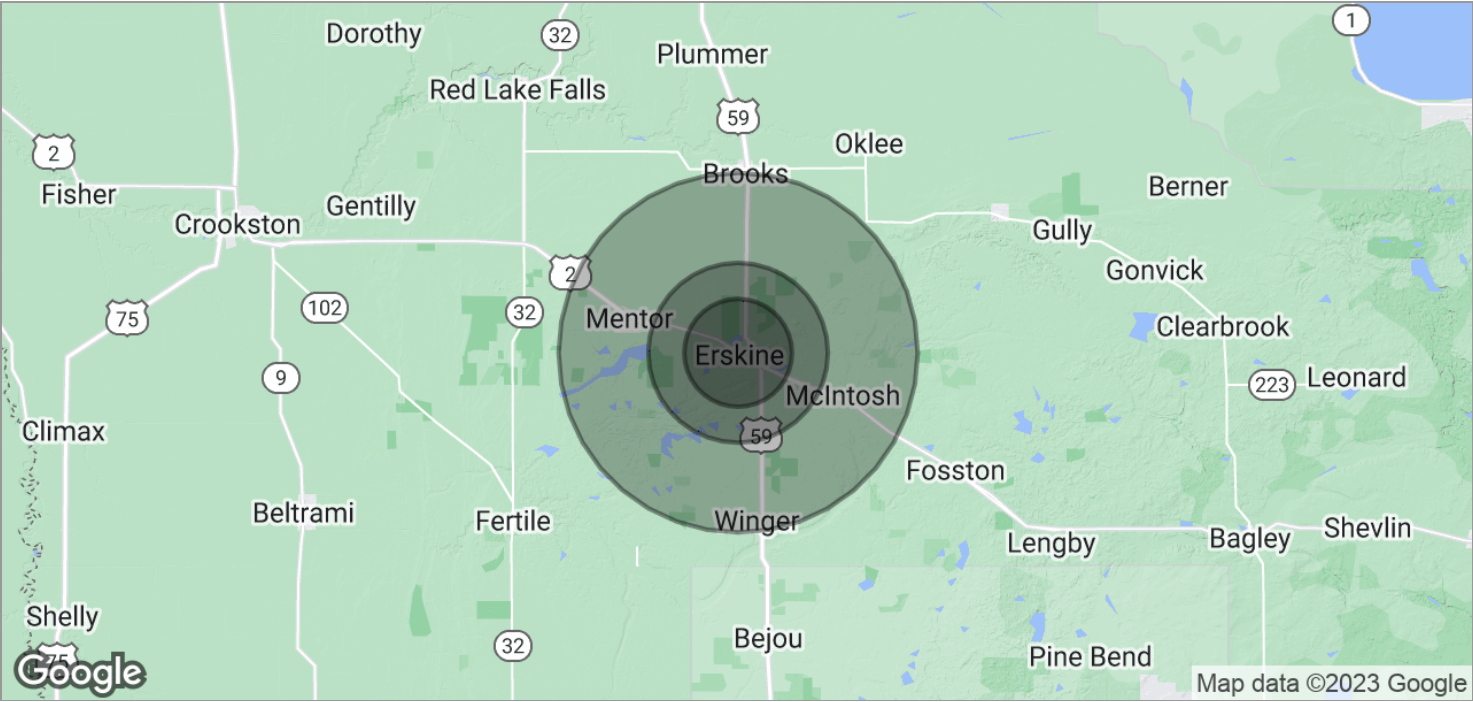 1
Dorothy
32
Plummer
Red Lake Falls
59
2
Oklee
Fisher
Brooks
Berner
Gentilly
Crookston
Gully
2
Gonvick
102
32
75
Mentor
Clearbrook
Erskine
9
McIntosh
223
Leonard
Climax
59
Fosston
Beltrami
Fertile
Winger
Lengby
Bagley
Shevlin
Shelly
Bejou
32
Pine Bend
75
Google
Map data ©2023 Google